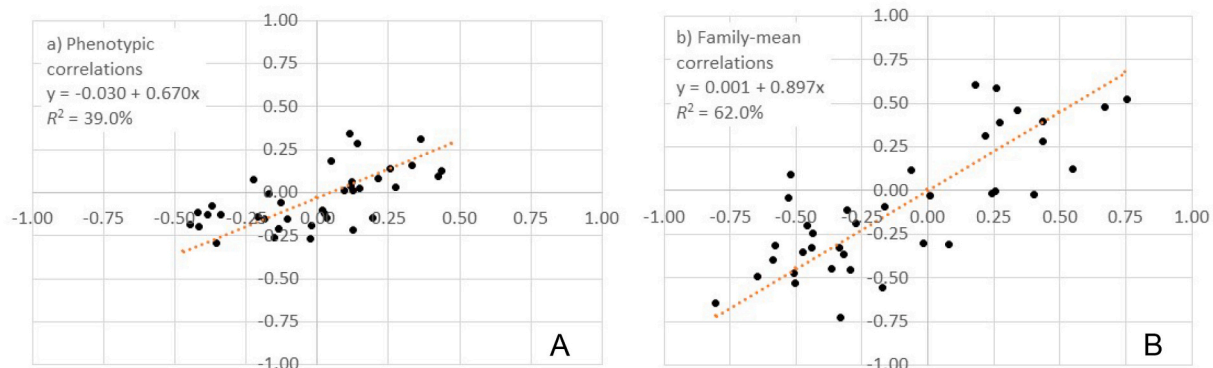 a) Phenotypic
correlations
y = -0.030 + 0.670x
R² = 39.0%
1.00
0.75
0.50
0.25
0.00
-1.00 -0.75 -0.50 -0.25 0.00 0.25 0.50 0.75 1.00
-0.25
-0.50
-0.75
-1.00
A
b) Family-mean
correlations
y = 0.001 + 0.897x
R² = 62.0%
1.00
0.75
0.50
0.25
0.00
-1.00 -0.75 -0.50 -0.25 0.00 0.25 0.50 0.75 1.00
-0.25
-0.50
-0.75
-1.00
B